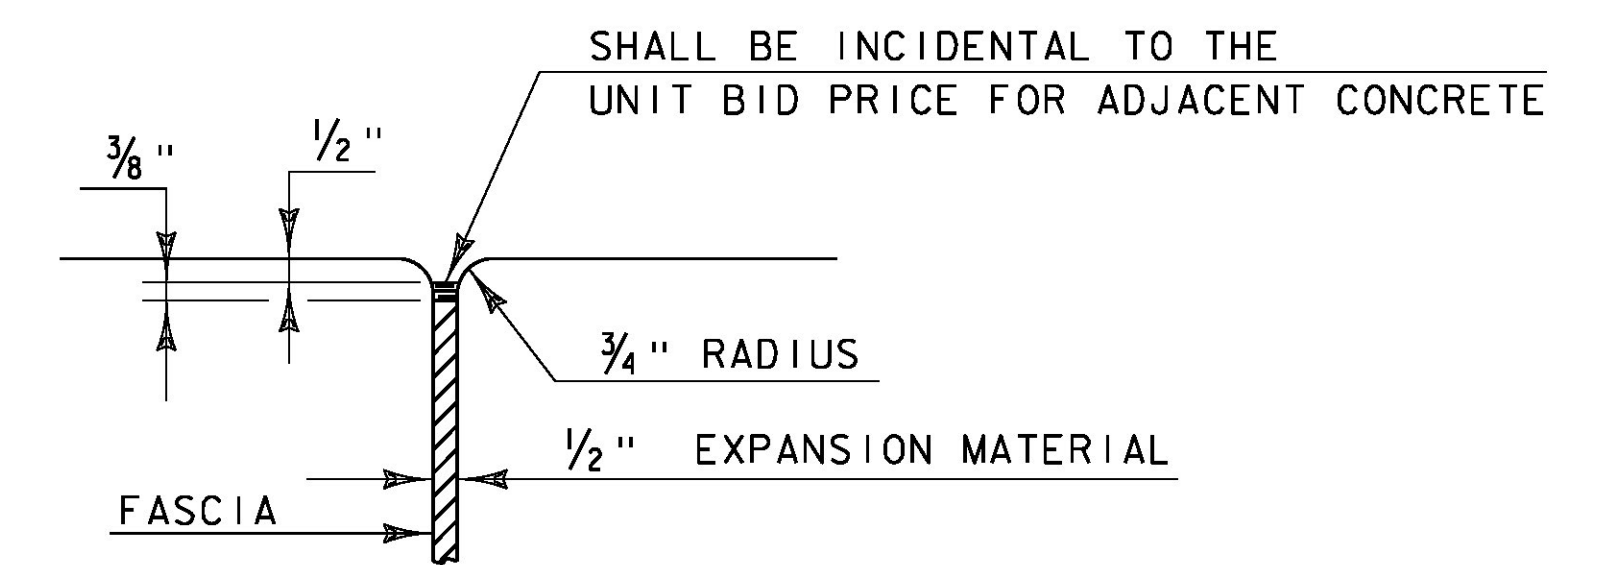 SHALL BE INCIDENTAL TO THE
UNIT BID PRICE FOR ADJACENT CONCRETE
3/8"
1/2"
3/4" RADIUS
1/2" EXPANSION MATERIAL
FASCIA